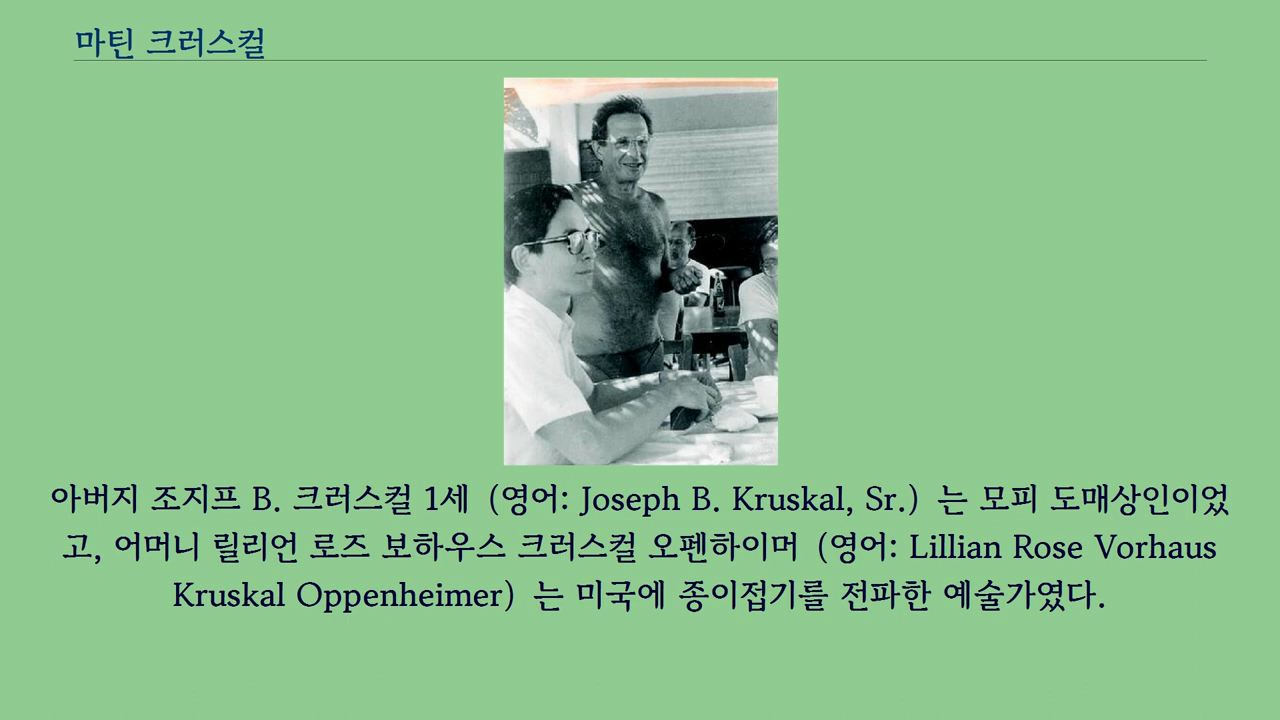 마틴 크러스컬
아버지 조지프 B. 크러스컬 1세 (영어: Joseph B. Kruskal, Sr.) 는 모피 도매상인이었
고, 어머니 릴리언 로즈 보하우스 크러스컬 오펜하이머 (영어: Lillian Rose Vorhaus
Kruskal Oppenheimer) 는 미국에 종이접기를 전파한 예술가였다.